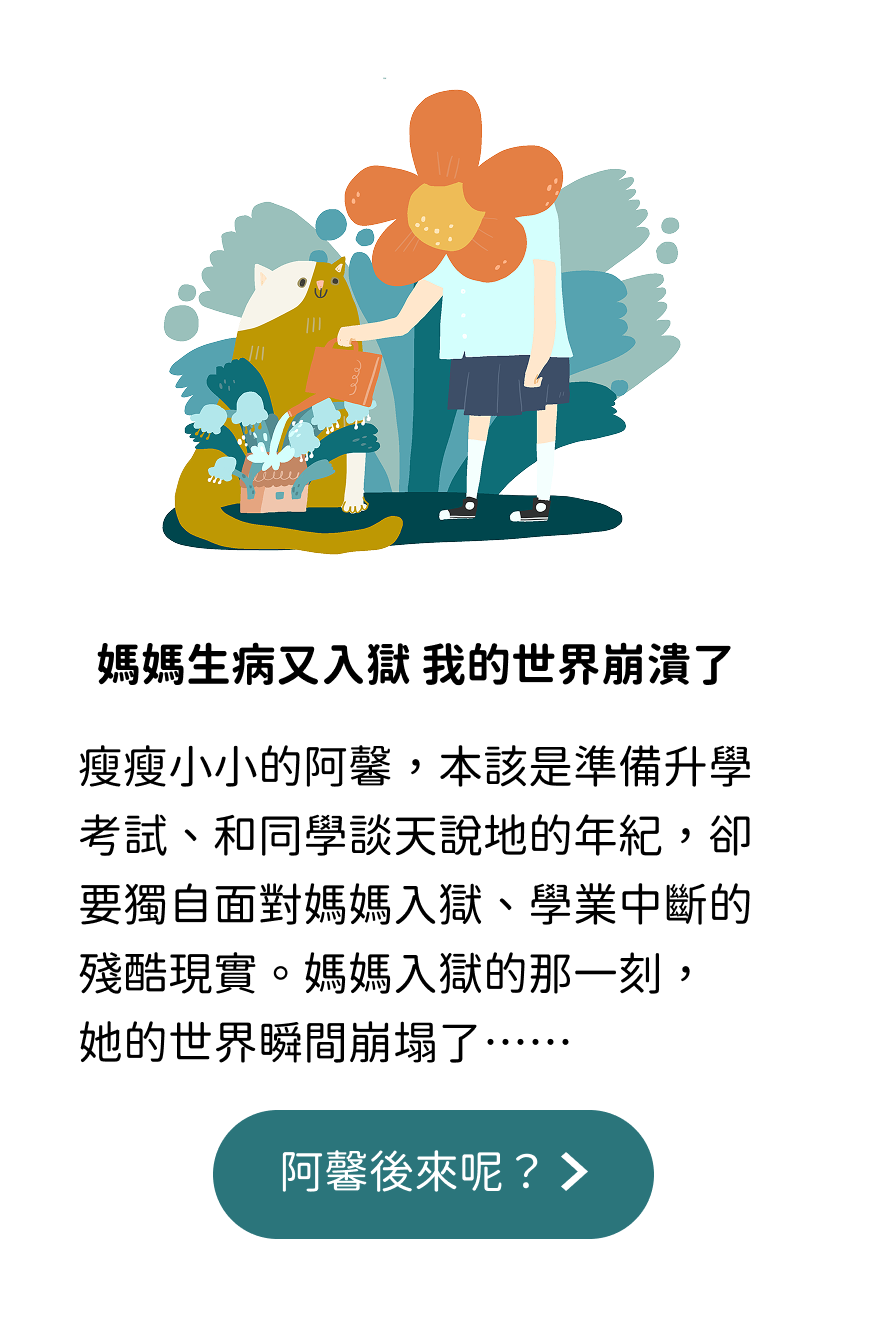 媽媽生病又入獄 我的世界崩潰了
瘦瘦小小的阿馨，本該是準備升學
考試、和同學談天說地的年紀，卻
要獨自面對媽媽入獄、學業中斷的
殘酷現實。媽媽入獄的那一刻，
她的世界瞬間崩塌了⋯⋯
阿馨後來呢？